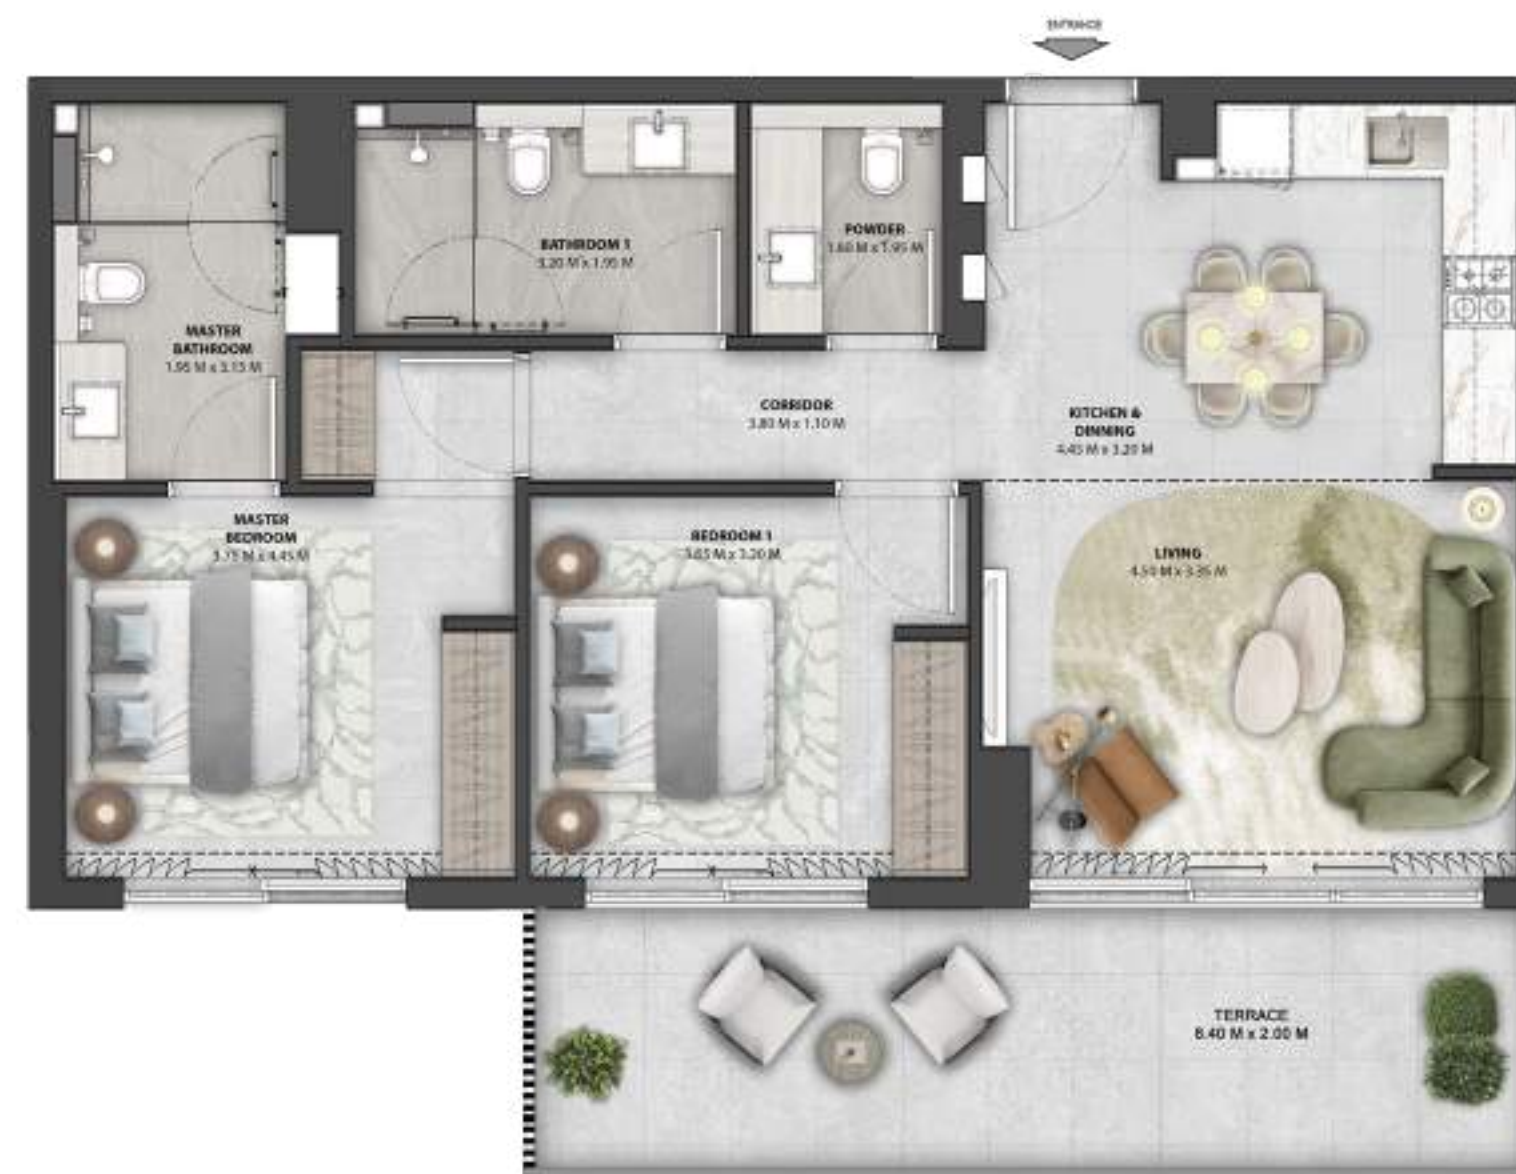 ENTRANCE
BATHROOM 1
3.20 M x 1.95 M
POWDER
1.60 M x 1.95 M
MASTER
BATHROOM
1.95 M x 3.15 M
CORRIDOR
3.80 M x 1.10 M
KITCHEN &
DINNING
4.45 M x 3.20 M
MASTER
BEDROOM
3.75 M x 4.45 M
BEDROOM 1
3.65 M x 3.20 M
LIVING
4.50 M x 3.35 M
TERRACE
8.40 M x 2.00 M